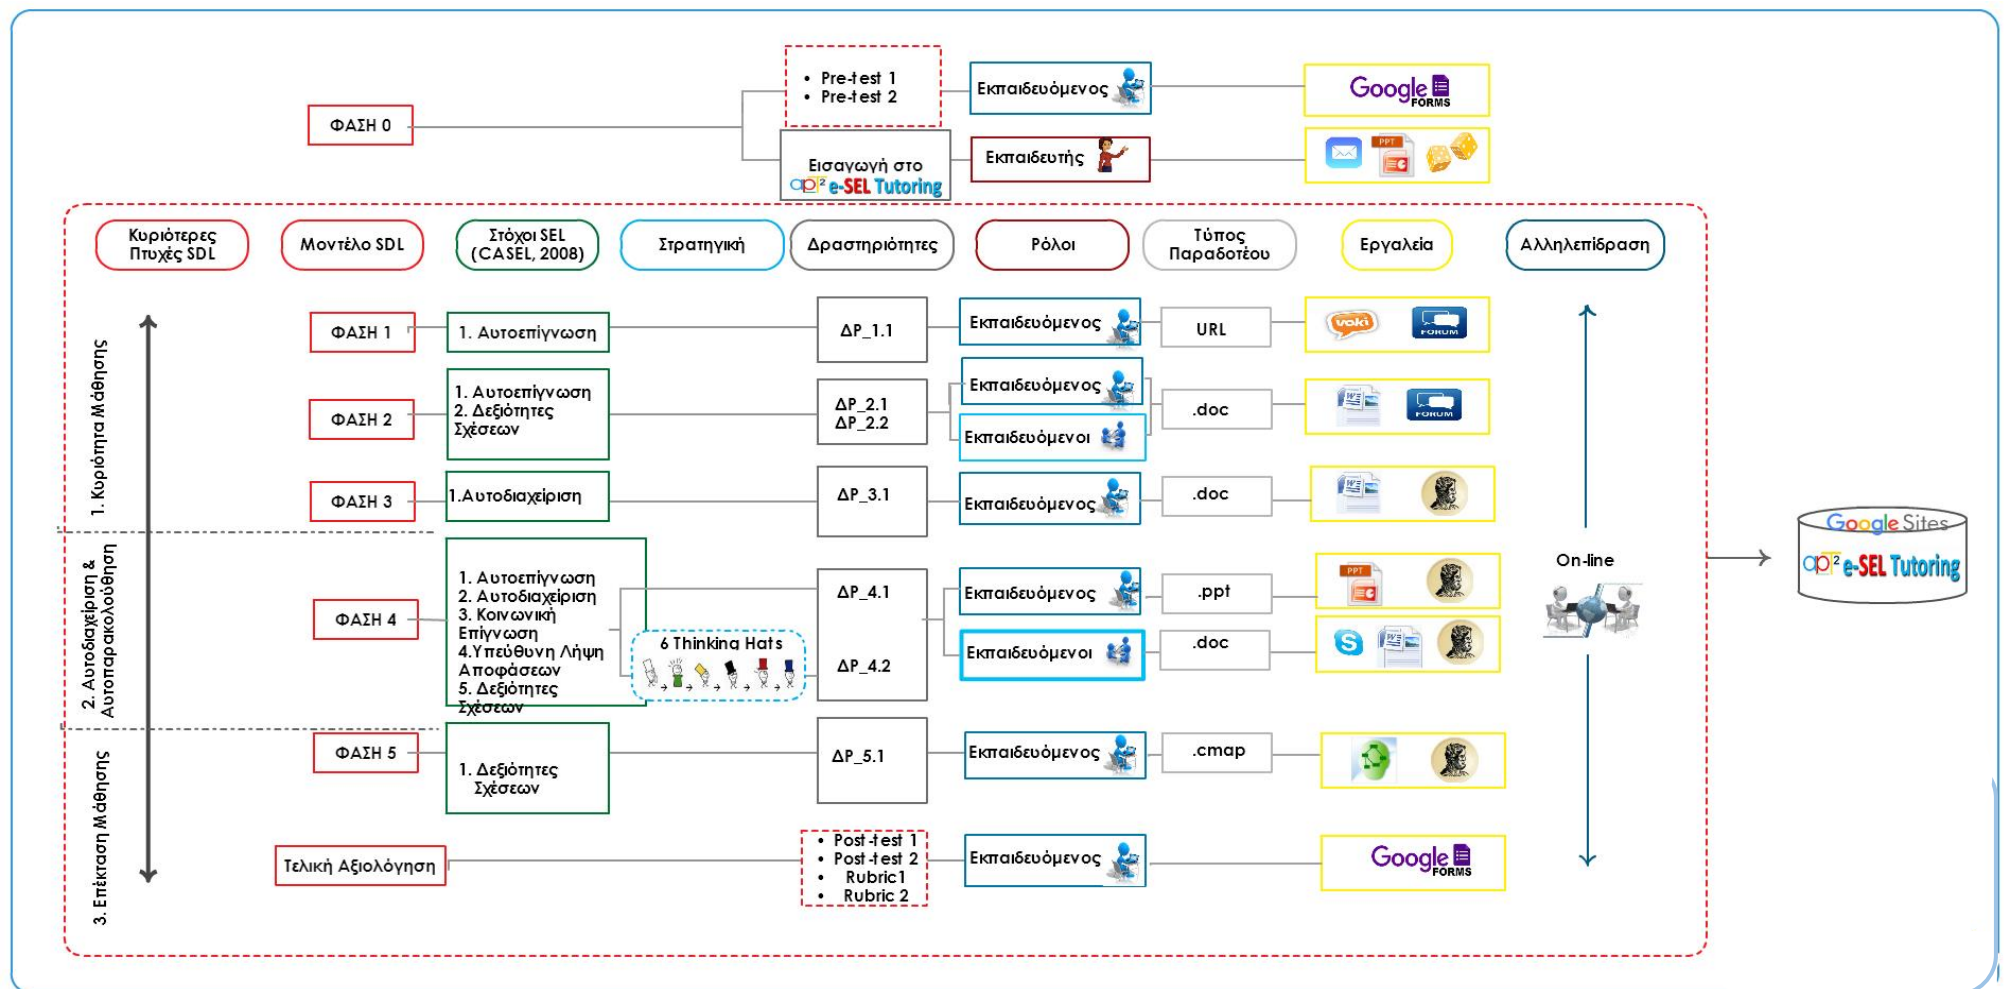 Pre-test 1
Pre-test 2
Εκπαιδευόμενος
Google
FORMS
ΦΑΣΗ 0
Εισαγωγή στο
apT² e-SEL Tutoring
Εκπαιδευτής
PPT
Κυριότερες
Πτυχές SDL
Μοντέλο SDL
Στόχοι SEL
(CASEL, 2008)
Στρατηγική
Δραστηριότητες
Ρόλοι
Τύπος
Παραδοτέου
Εργαλεία
Αλληλεπίδραση
1. Κυριότητα Μάθησης
ΦΑΣΗ 1
1. Αυτοεπίγνωση
ΔΡ_1.1
Εκπαιδευόμενος
URL
voki
FORUM
ΦΑΣΗ 2
1. Αυτοεπίγνωση
2. Δεξιότητες
Σχέσεων
ΔΡ_2.1
ΔΡ_2.2
Εκπαιδευόμενος
Εκπαιδευόμενοι
.doc
W
FORUM
ΦΑΣΗ 3
1.Αυτοδιαχείριση
ΔΡ_3.1
Εκπαιδευόμενος
.doc
W
2. Αυτοδιαχείριση &
Αυτοπαρακολούθηση
ΦΑΣΗ 4
1. Αυτοεπίγνωση
2. Αυτοδιαχείριση
3. Κοινωνική
Επίγνωση
4.Υπεύθυνη Λήψη
Αποφάσεων
5. Δεξιότητες
Σχέσεων
6 Thinking Hats
ΔΡ_4.1
ΔΡ_4.2
Εκπαιδευόμενος
.ppt
PPT
Εκπαιδευόμενοι
.doc
S
W
On-line
Google Sites
apT² e-SEL Tutoring
3. Επέκταση Μάθησης
ΦΑΣΗ 5
1. Δεξιότητες
Σχέσεων
ΔΡ_5.1
Εκπαιδευόμενος
.cmap
Τελική Αξιολόγηση
Post-test 1
Post-test 2
Rubric1
Rubric 2
Εκπαιδευόμενος
Google
FORMS